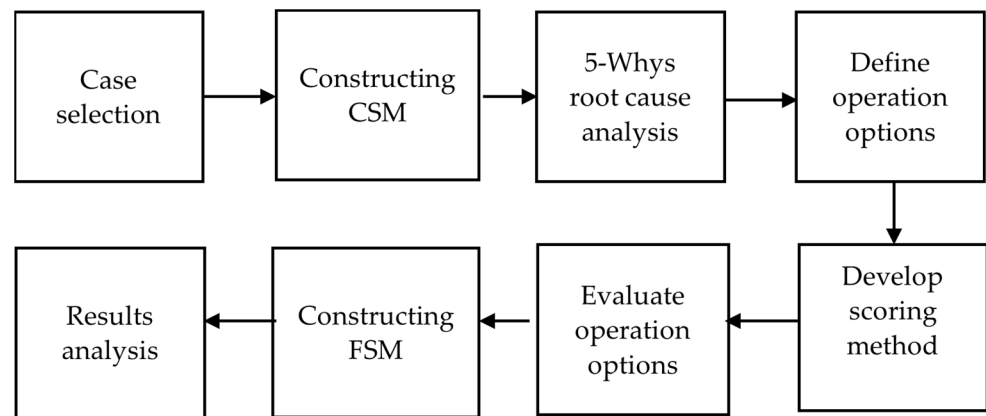 Case
selection
Constructing
CSM
5-Whys
root cause
analysis
Define
operation
options
Develop
scoring
method
Evaluate
operation
options
Constructing
FSM
Results
analysis